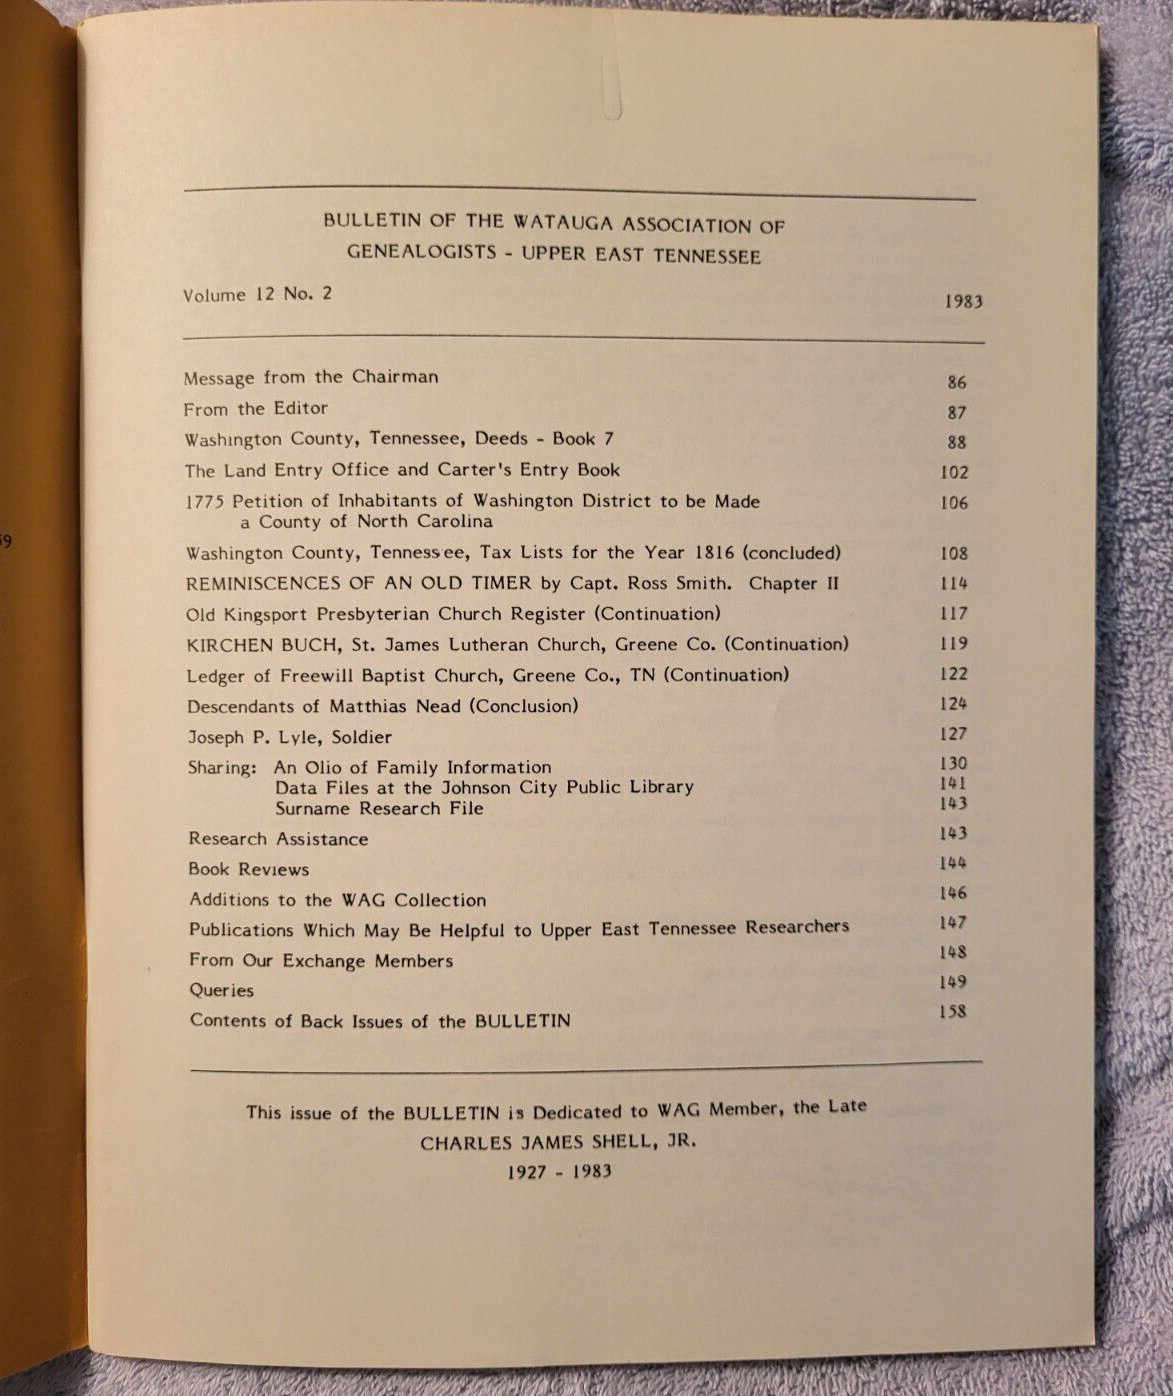 BULLETIN OF THE WATAUGA ASSOCIATION OF
GENEALOGISTS - UPPER EAST TENNESSEE
Volume 12 No. 2 1983
Message from the Chairman 86
From the Editor 87
Washington County, Tennessee, Deeds - Book 7 88
The Land Entry Office and Carter's Entry Book 102
1775 Petition of Inhabitants of Washington District to be Made 106
a County of North Carolina
Washington County, Tennessee, Tax Lists for the Year 1816 (concluded) 108
REMINISCENCES OF AN OLD TIMER by Capt. Ross Smith. Chapter II 114
Old Kingsport Presbyterian Church Register (Continuation) 117
KIRCHEN BUCH, St. James Lutheran Church, Greene Co. (Continuation) 119
Ledger of Freewill Baptist Church, Greene Co., TN (Continuation) 122
Descendants of Matthias Nead (Conclusion) 124
Joseph P. Lyle, Soldier 127
Sharing: An Olio of Family Information 130
Data Files at the Johnson City Public Library 141
Surname Research File 143
Research Assistance 143
Book Reviews 144
Additions to the WAG Collection 146
Publications Which May Be Helpful to Upper East Tennessee Researchers 147
From Our Exchange Members 148
Queries 149
Contents of Back Issues of the BULLETIN 158
This issue of the BULLETIN is Dedicated to WAG Member, the Late
CHARLES JAMES SHELL, JR.
1927 - 1983